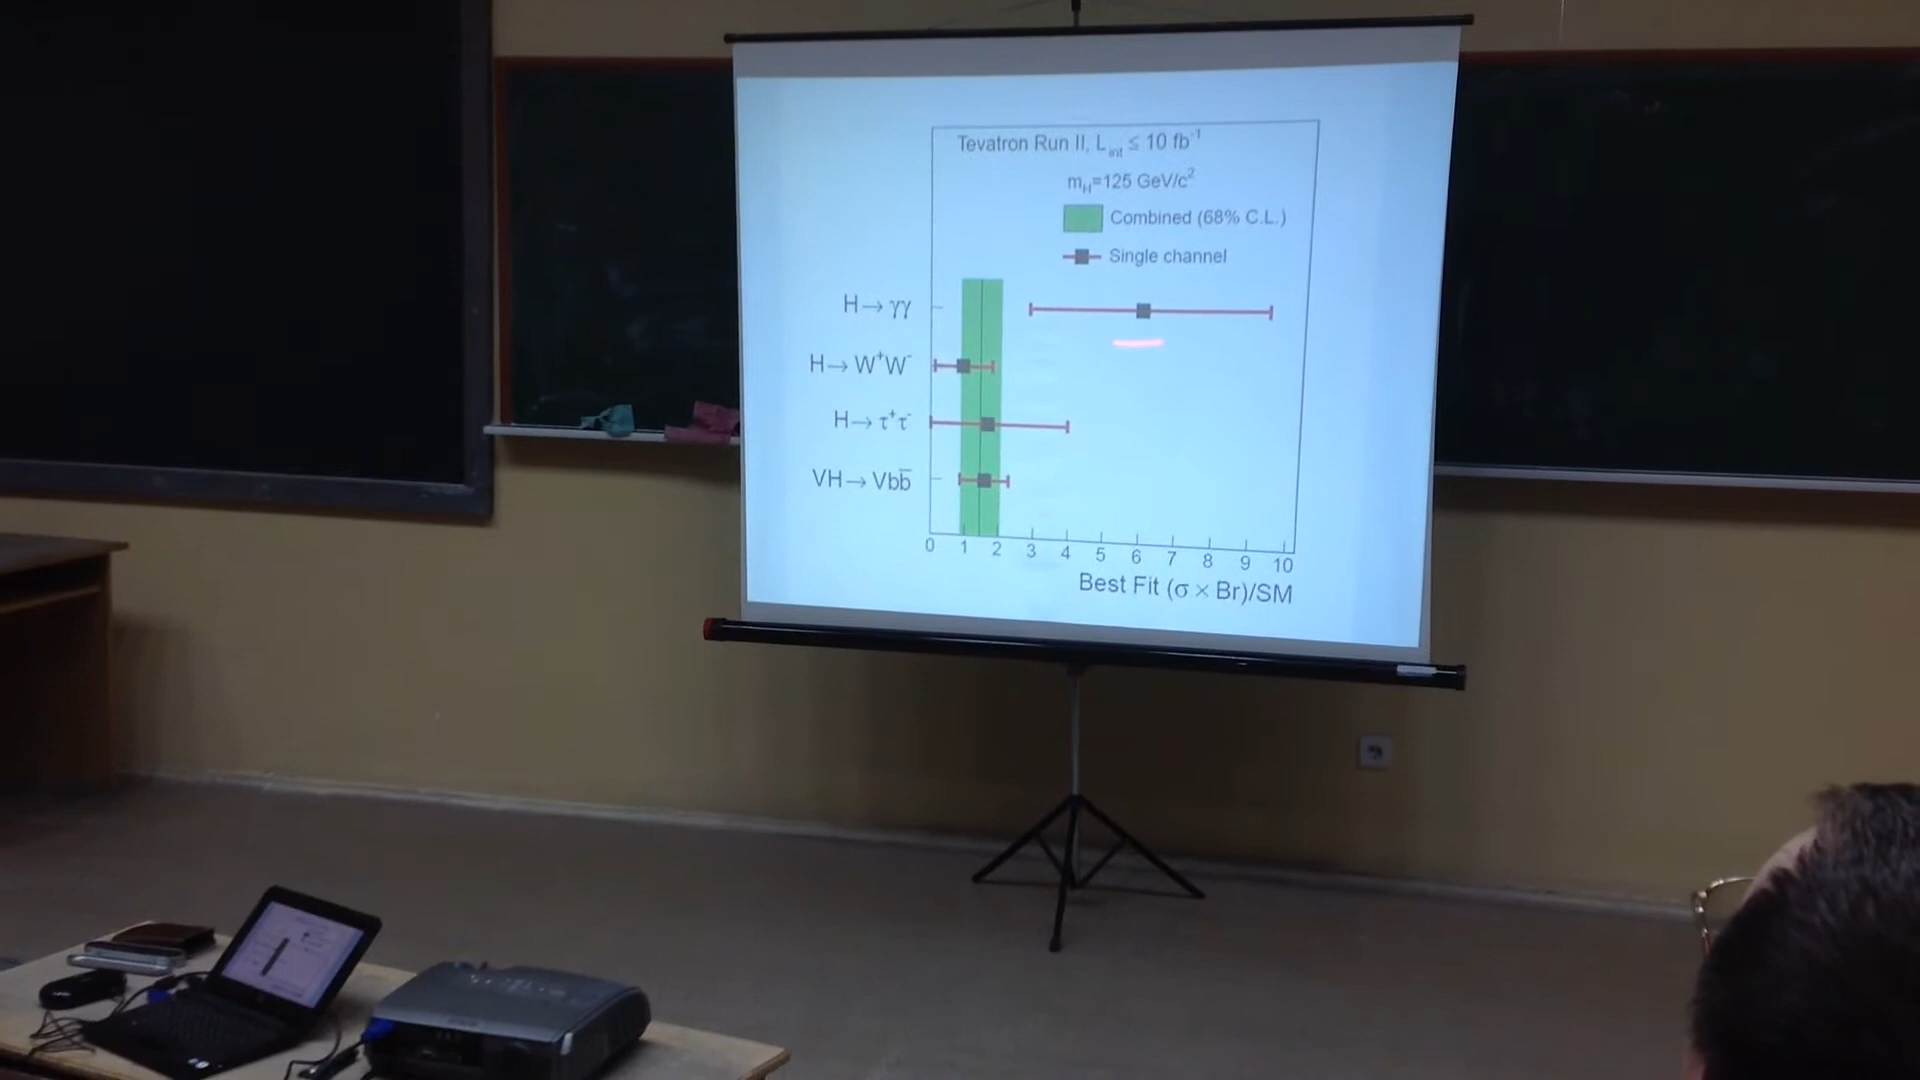 Tevatron Run II, L_int ≤ 10 fb⁻¹
m_H=125 GeV/c²
Combined (68% C.L.)
Single channel
H→γγ
H→W⁺W⁻
H→τ⁺τ⁻
VH→Vbb̅
0 1 2 3 4 5 6 7 8 9 10
Best Fit (σ × Br)/SM